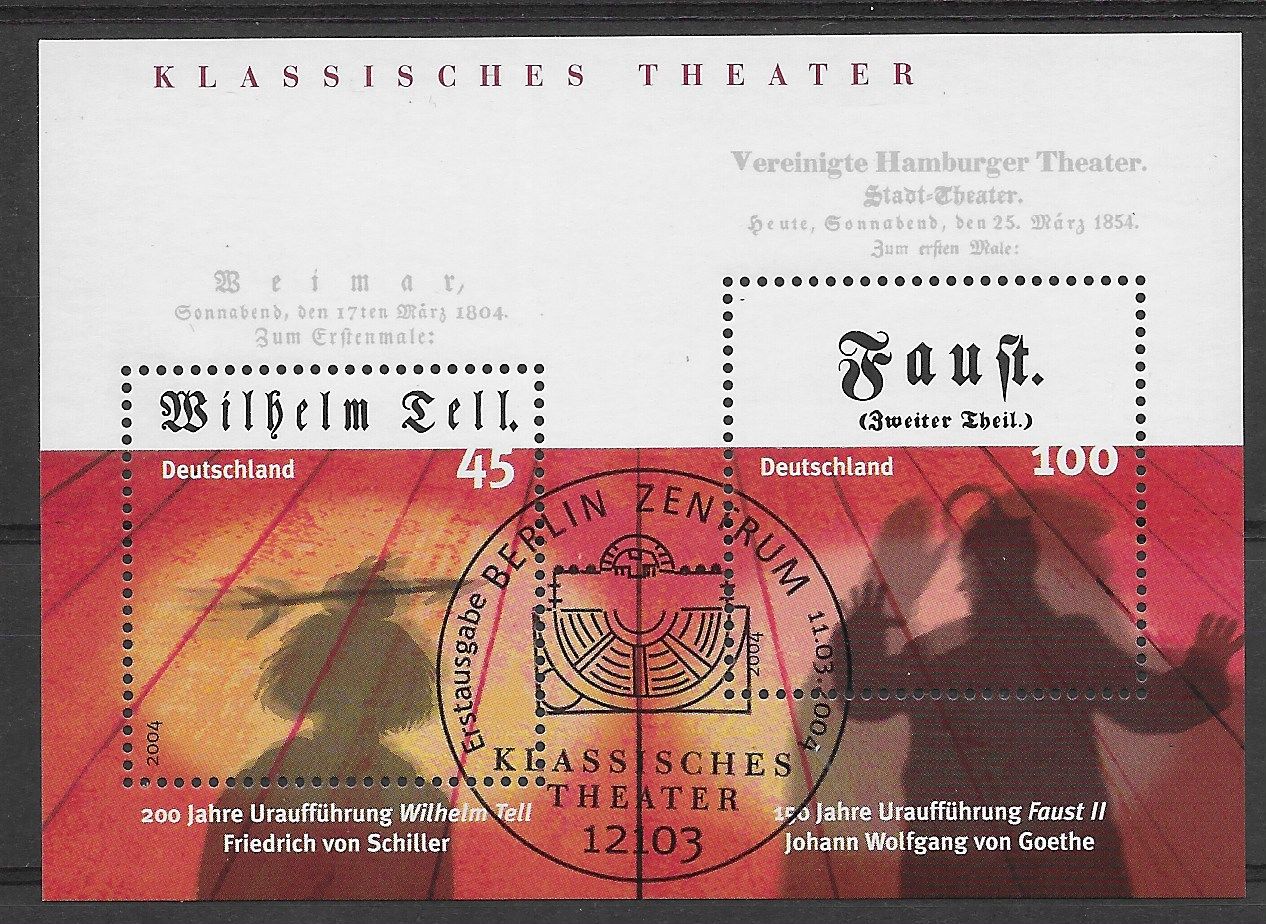 KLASSISCHES THEATER
Vereinigte Hamburger Theater.
Stadt=Theater.
Heute, Sonnabend, den 25. März 1854.
Zum ersten Male:
Weimar,
Sonnabend, den 17ten März 1804.
Zum Erstenmale:
Faust.
(Zweiter Theil.)
Wilhelm Tell.
Deutschland 45
Deutschland 100
Erstausgabe BERLIN ZENTRUM 11.03.2004
2004
2004
KLASSISCHES
THEATER
12103
200 Jahre Uraufführung Wilhelm Tell
Friedrich von Schiller
150 Jahre Uraufführung Faust II
Johann Wolfgang von Goethe